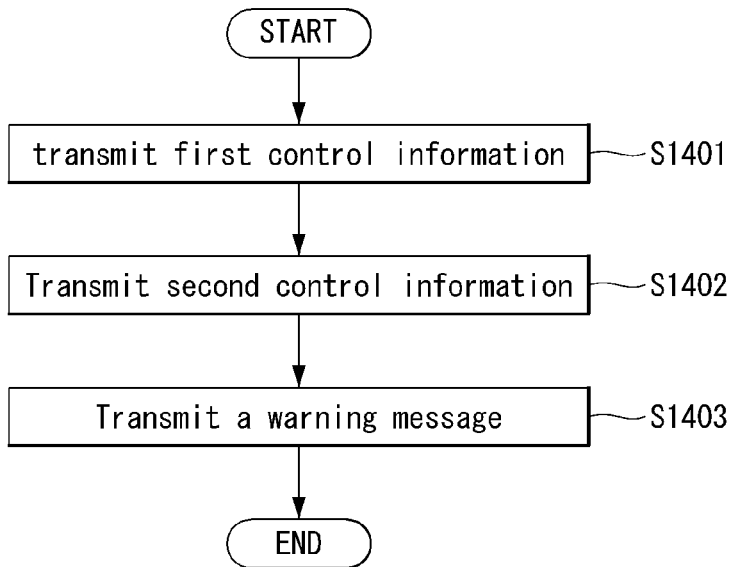 START
transmit first control information
S1401
Transmit second control information
S1402
Transmit a warning message
S1403
END